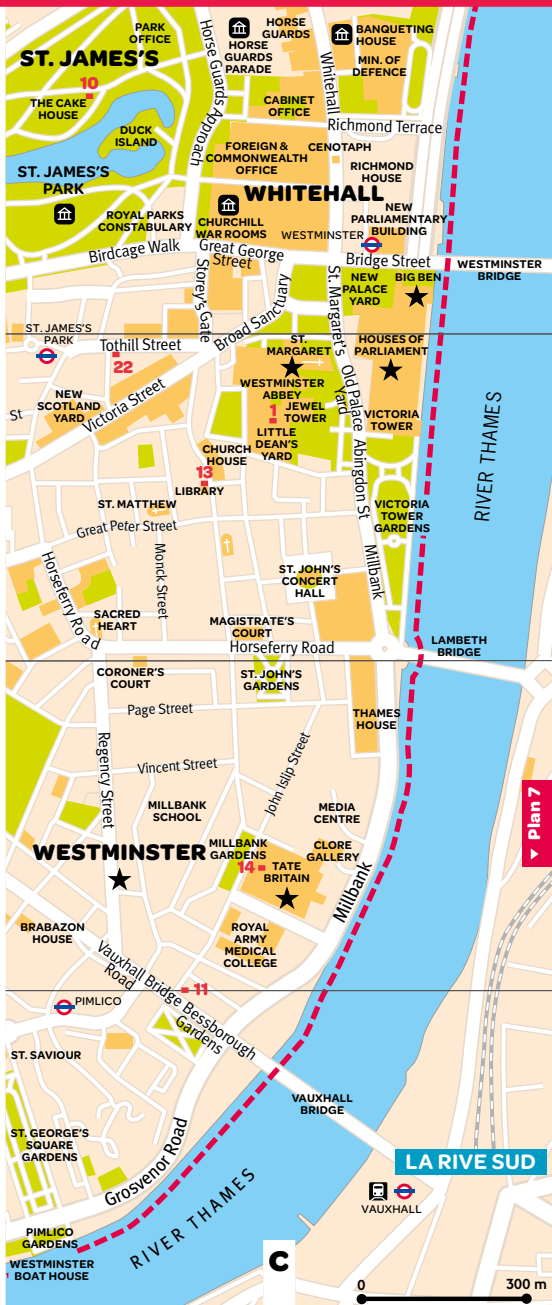 PARK
OFFICE
HORSE
GUARDS
BANQUETING
HOUSE
ST. JAMES'S
HORSE
GUARDS
PARADE
MIN. OF
DEFENCE
Horse Guards Approach
Whitehall
10
THE CAKE
HOUSE
CABINET
OFFICE
Richmond Terrace
DUCK
ISLAND
FOREIGN &
COMMONWEALTH
OFFICE
CENOTAPH
RICHMOND
HOUSE
ST. JAMES'S
PARK
WHITEHALL
ROYAL PARKS
CONSTABULARY
CHURCHILL
WAR ROOMS
NEW
PARLIAMENTARY
BUILDING
WESTMINSTER
Birdcage Walk
Great George
Street
Bridge Street
WESTMINSTER
BRIDGE
Storey's Gate
NEW
PALACE
YARD
BIG BEN
Broad Sanctuary
St. Margaret's
ST. JAMES'S
PARK
Tothill Street
22
ST.
MARGARET
HOUSES OF
PARLIAMENT
WESTMINSTER
ABBEY
Old Palace
Yard
NEW
SCOTLAND
YARD
St
Victoria Street
1
JEWEL
TOWER
VICTORIA
TOWER
LITTLE
DEAN'S
YARD
RIVER THAMES
CHURCH
HOUSE
13
LIBRARY
Abingdon St
ST. MATTHEW
VICTORIA
TOWER
GARDENS
Great Peter Street
Monck Street
Millbank
ST. JOHN'S
CONCERT
HALL
Horseferry Road
SACRED
HEART
MAGISTRATE'S
COURT
Horseferry Road
LAMBETH
BRIDGE
CORONER'S
COURT
ST. JOHN'S
GARDENS
Page Street
THAMES
HOUSE
Regency Street
Vincent Street
John Islip Street
MILLBANK
SCHOOL
MEDIA
CENTRE
Plan 7
WESTMINSTER
MILLBANK
GARDENS
CLORE
GALLERY
14
TATE
BRITAIN
Millbank
BRABAZON
HOUSE
ROYAL
ARMY
MEDICAL
COLLEGE
Vauxhall Bridge
Road
11
PIMLICO
Bessborough
Gardens
ST. SAVIOUR
VAUXHALL
BRIDGE
ST. GEORGE'S
SQUARE
GARDENS
Grosvenor Road
LA RIVE SUD
RIVER THAMES
VAUXHALL
PIMLICO
GARDENS
WESTMINSTER
BOAT HOUSE
C
0 300 m